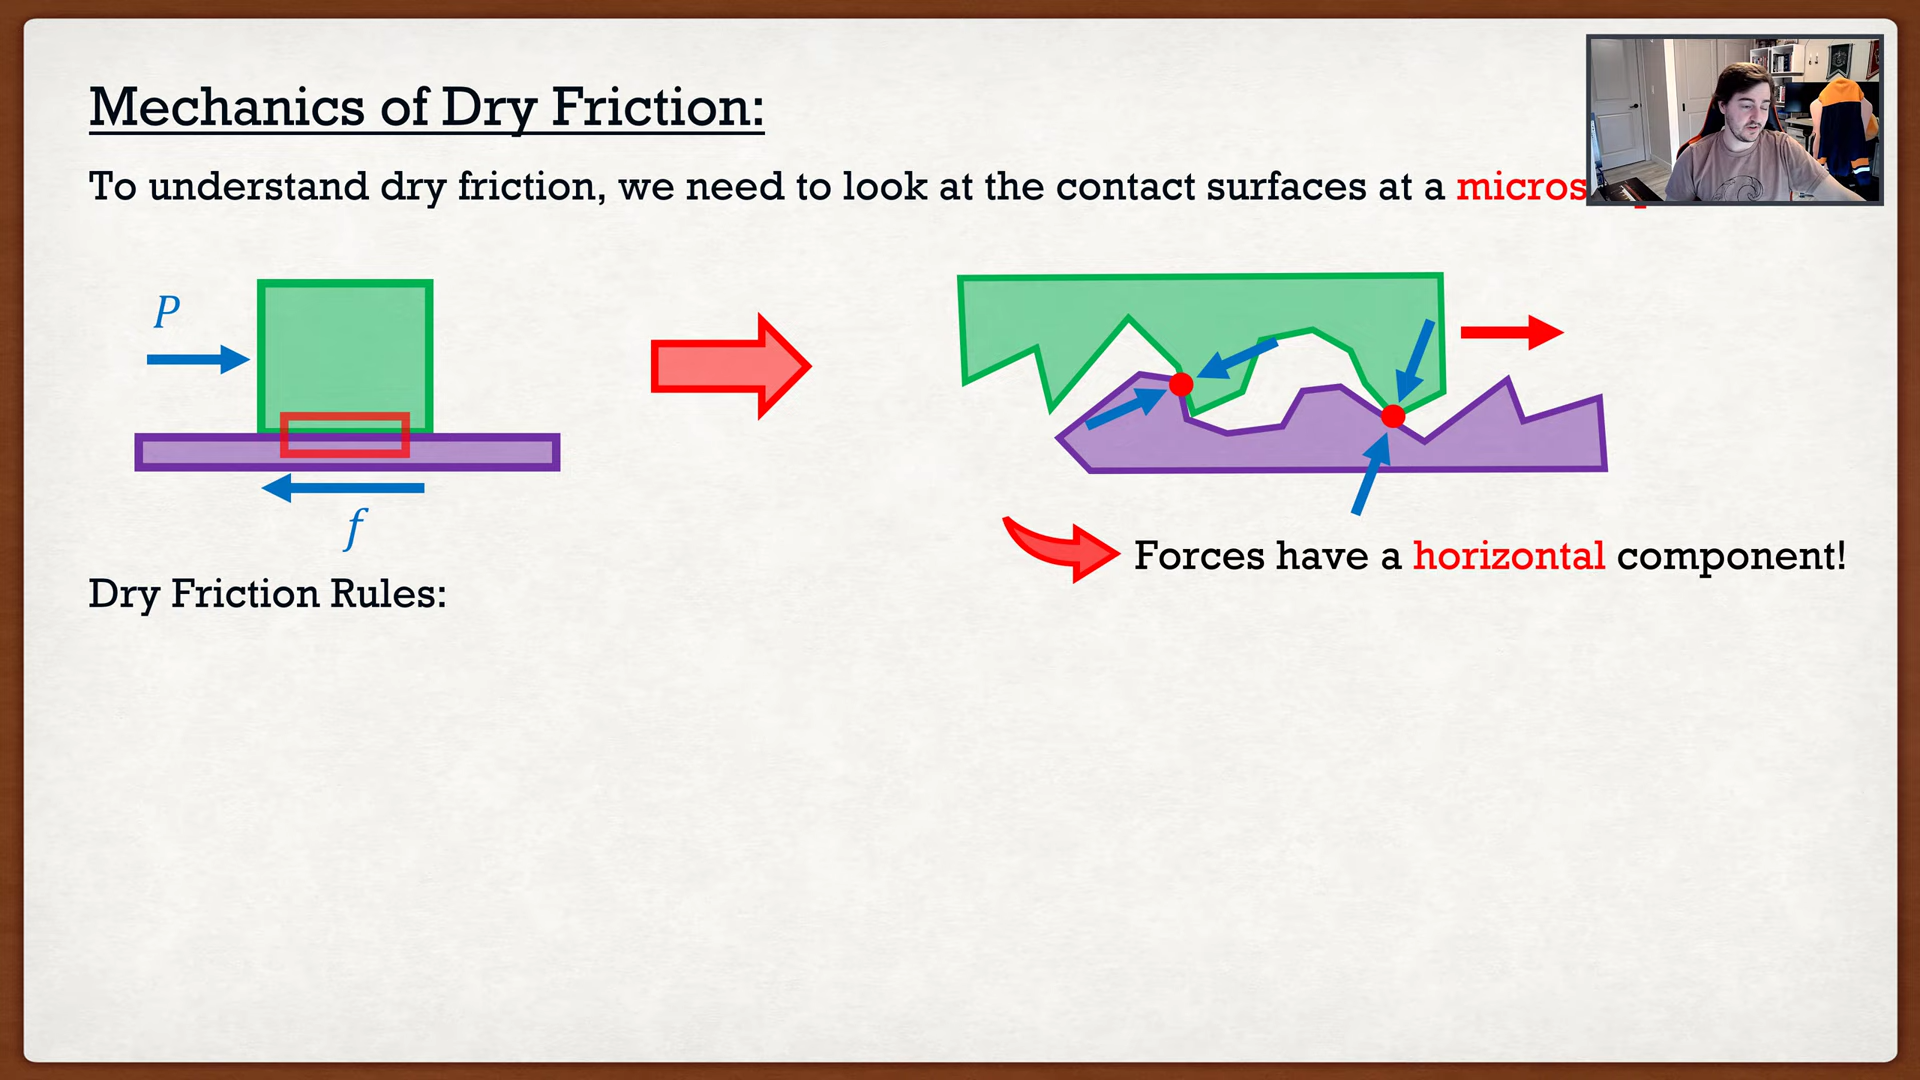 Mechanics of Dry Friction:
To understand dry friction, we need to look at the contact surfaces at a
P
f
Forces have a horizontal component!
Dry Friction Rules: